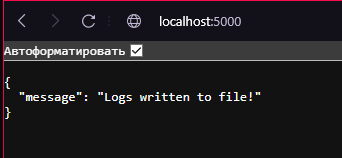 localhost:5000
Автоформатировать
{
  "message": "Logs written to file!"
}